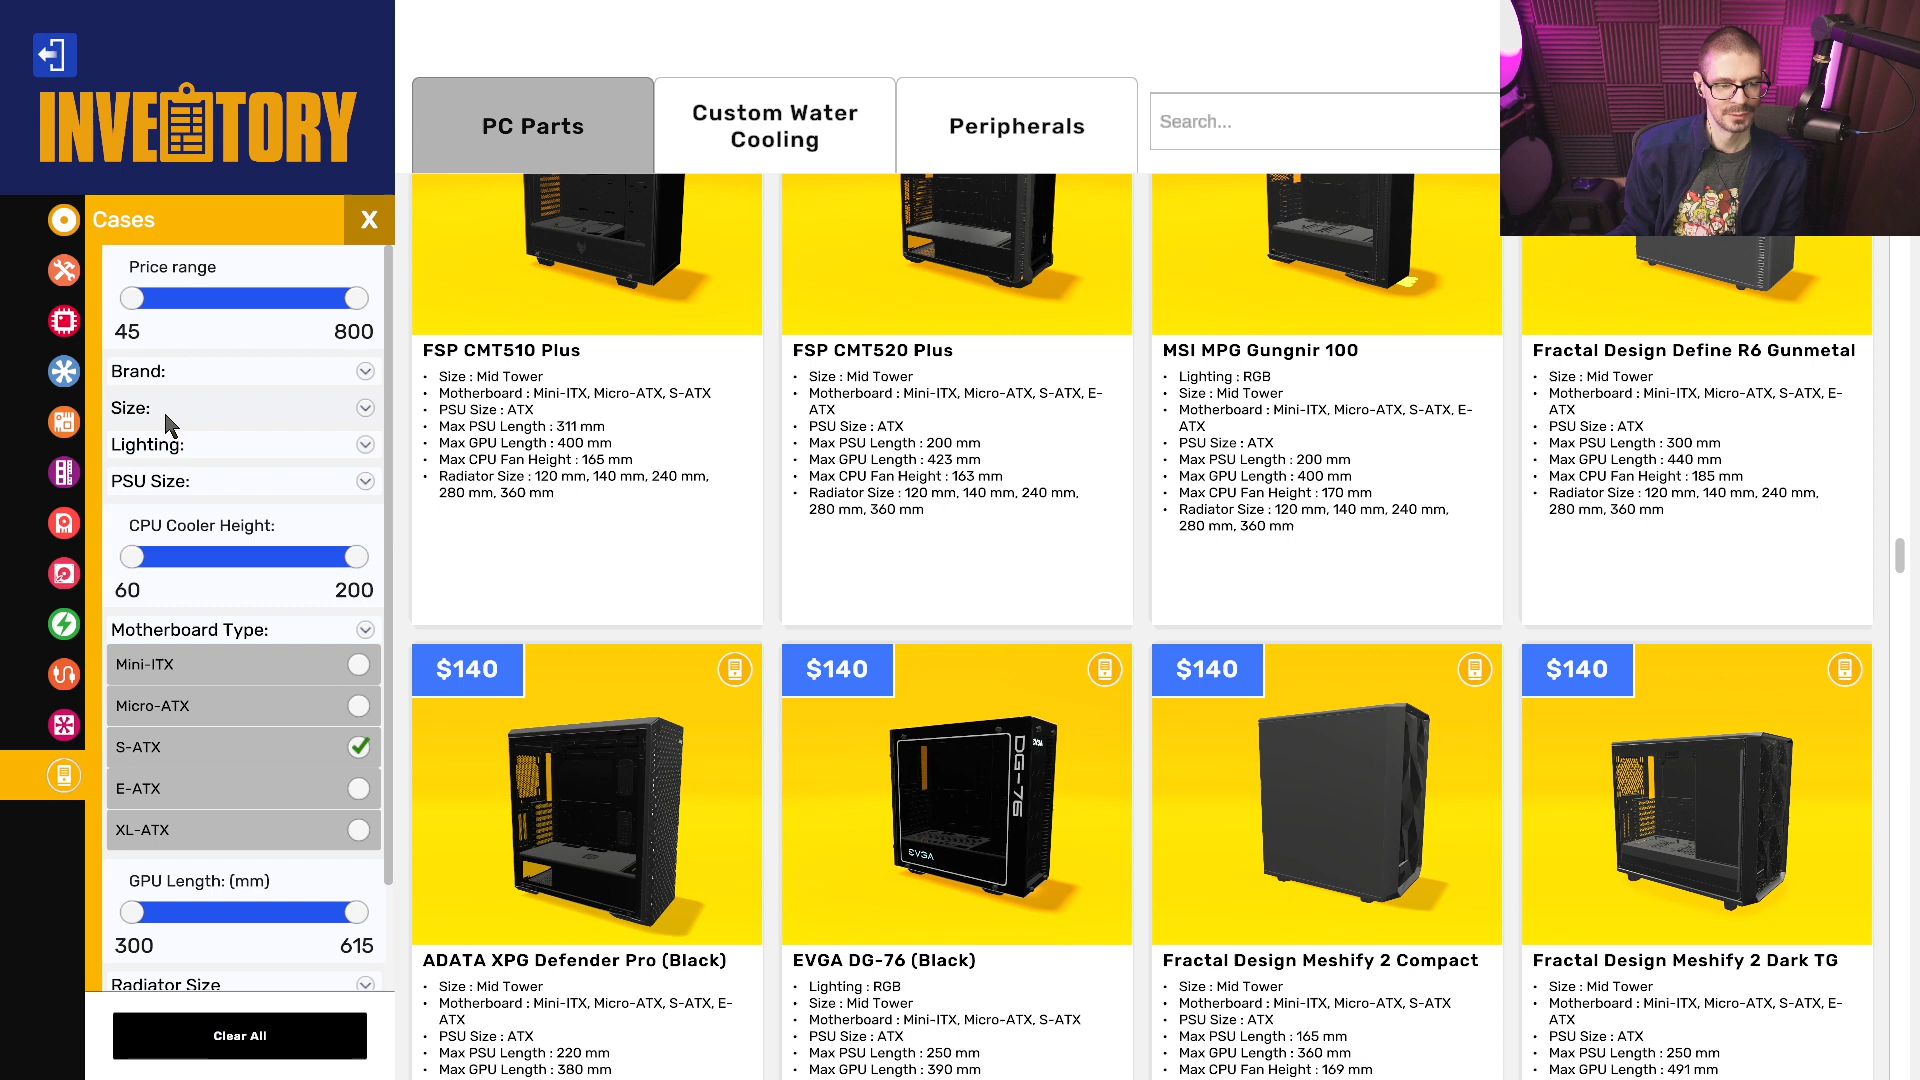 INVENTORY
PC Parts
Custom Water
Cooling
Peripherals
Search...
Cases
X
Price range
45 800
Brand:
Size:
Lighting:
PSU Size:
CPU Cooler Height:
60 200
Motherboard Type:
Mini-ITX
Micro-ATX
S-ATX
E-ATX
XL-ATX
GPU Length: (mm)
300 615
Radiator Size
Clear All
FSP CMT510 Plus
• Size : Mid Tower
• Motherboard : Mini-ITX, Micro-ATX, S-ATX
• PSU Size : ATX
• Max PSU Length : 311 mm
• Max GPU Length : 400 mm
• Max CPU Fan Height : 165 mm
• Radiator Size : 120 mm, 140 mm, 240 mm,
280 mm, 360 mm
FSP CMT520 Plus
• Size : Mid Tower
• Motherboard : Mini-ITX, Micro-ATX, S-ATX, E-
ATX
• PSU Size : ATX
• Max PSU Length : 200 mm
• Max GPU Length : 423 mm
• Max CPU Fan Height : 163 mm
• Radiator Size : 120 mm, 140 mm, 240 mm,
280 mm, 360 mm
MSI MPG Gungnir 100
• Lighting : RGB
• Size : Mid Tower
• Motherboard : Mini-ITX, Micro-ATX, S-ATX, E-
ATX
• PSU Size : ATX
• Max PSU Length : 200 mm
• Max GPU Length : 400 mm
• Max CPU Fan Height : 170 mm
• Radiator Size : 120 mm, 140 mm, 240 mm,
280 mm, 360 mm
Fractal Design Define R6 Gunmetal
• Size : Mid Tower
• Motherboard : Mini-ITX, Micro-ATX, S-ATX, E-
ATX
• PSU Size : ATX
• Max PSU Length : 300 mm
• Max GPU Length : 440 mm
• Max CPU Fan Height : 185 mm
• Radiator Size : 120 mm, 140 mm, 240 mm,
280 mm, 360 mm
$140
ADATA XPG Defender Pro (Black)
• Size : Mid Tower
• Motherboard : Mini-ITX, Micro-ATX, S-ATX, E-
ATX
• PSU Size : ATX
• Max PSU Length : 220 mm
• Max GPU Length : 380 mm
$140
DG-76
EVGA
EVGA
EVGA DG-76 (Black)
• Lighting : RGB
• Size : Mid Tower
• Motherboard : Mini-ITX, Micro-ATX, S-ATX
• PSU Size : ATX
• Max PSU Length : 250 mm
• Max GPU Length : 390 mm
$140
Fractal Design Meshify 2 Compact
• Size : Mid Tower
• Motherboard : Mini-ITX, Micro-ATX, S-ATX
• PSU Size : ATX
• Max PSU Length : 165 mm
• Max GPU Length : 360 mm
• Max CPU Fan Height : 169 mm
$140
Fractal Design Meshify 2 Dark TG
• Size : Mid Tower
• Motherboard : Mini-ITX, Micro-ATX, S-ATX, E-
ATX
• PSU Size : ATX
• Max PSU Length : 250 mm
• Max GPU Length : 491 mm